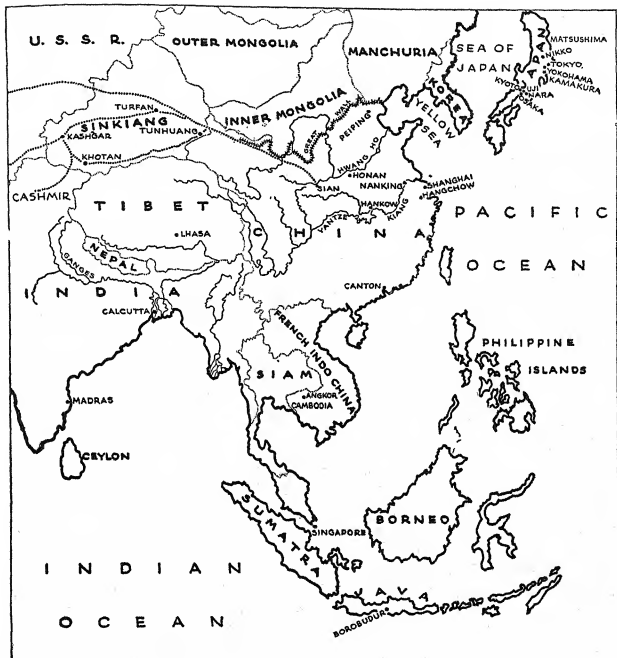 U. S. S. R.
OUTER MONGOLIA
MANCHURIA
SEA OF
JAPAN
JAPAN
MATSUSHIMA
NIKKO
TOKYO,
YOKOHAMA
KAMAKURA
KYOTO
UJI
NARA
OSAKA
KOREA
YELLOW
SEA
INNER MONGOLIA
GREAT
PEIPING
TURFAN
SINKIANG
TUNHUANG
KASHGAR
KHOTAN
CASHMIR
HWANG HO
HONAN
SIAN
NANKING
SHANGHAI
HANGCHOW
HANKOW
YANTZE
KIANG
TIBET
LHASA
CHINA
PACIFIC
OCEAN
NEPAL
GANGES
INDIA
CALCUTTA
CANTON
FRENCH INDO CHINA
SIAM
ANGKOR
CAMBODIA
PHILIPPINE
ISLANDS
MADRAS
CEYLON
SUMATRA
SINGAPORE
BORNEO
JAVA
BOROBUDUR
INDIAN
OCEAN